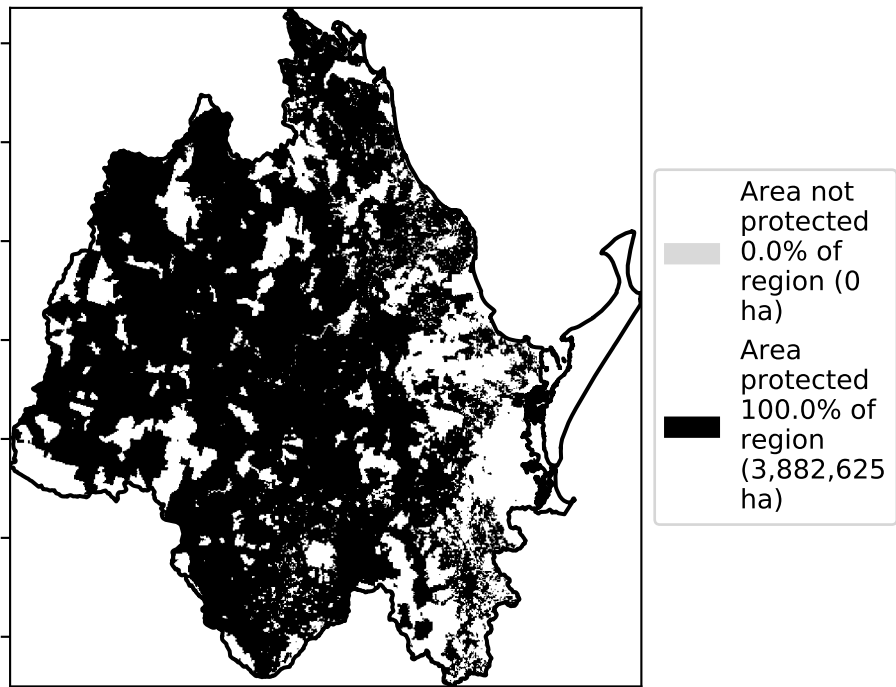 Area not
protected
0.0% of
region (0
ha)
Area
protected
100.0% of
region
(3,882,625
ha)